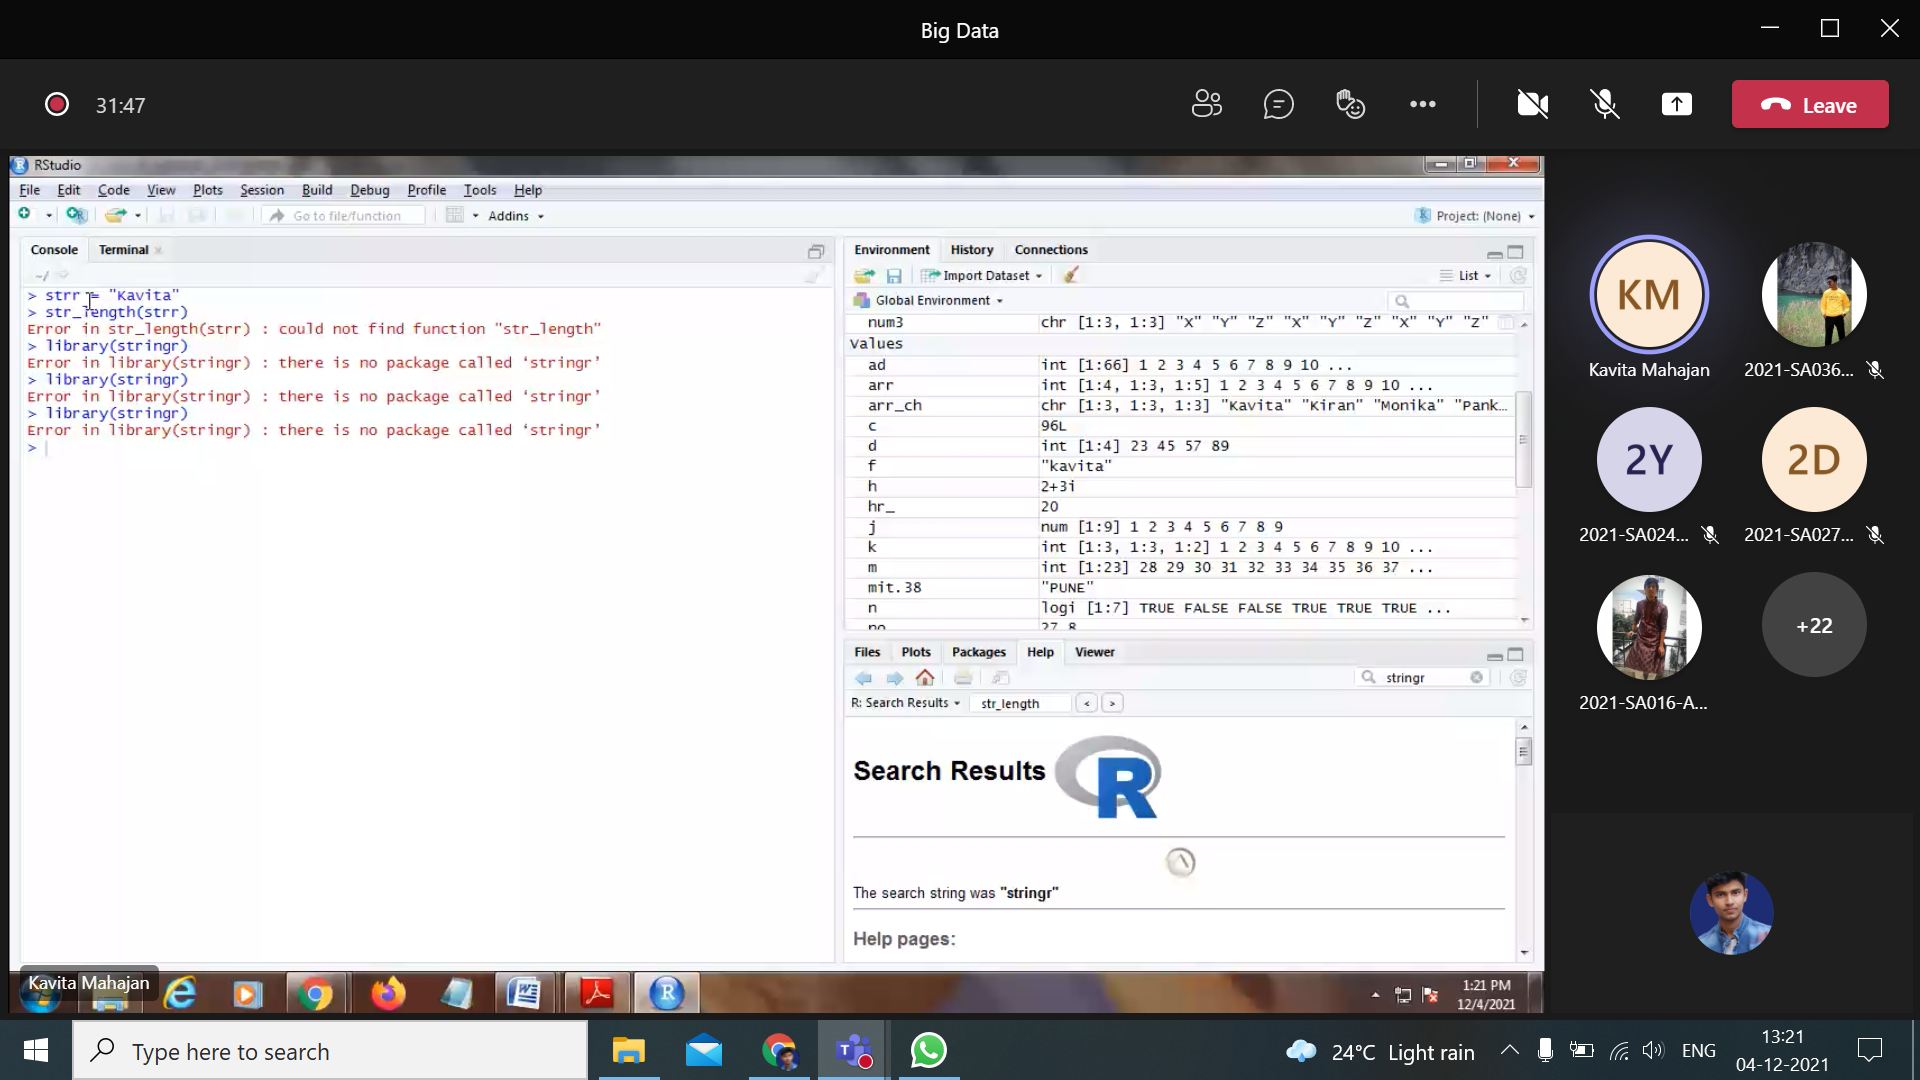 Big Data
31:47
Leave
RStudio
File Edit Code View Plots Session Build Debug Profile Tools Help
Go to file/function
Addins
Project: (None)
Console Terminal
~/
> strr = "Kavita"
> str_length(strr)
Error in str_length(strr) : could not find function "str_length"
> library(stringr)
Error in library(stringr) : there is no package called ‘stringr’
> library(stringr)
Error in library(stringr) : there is no package called ‘stringr’
> library(stringr)
Error in library(stringr) : there is no package called ‘stringr’
>
Environment History Connections
Import Dataset
List
Global Environment
num3 chr [1:3, 1:3] "X" "Y" "Z" "X" "Y" "Z" "X" "Y" "Z"
Values
ad int [1:66] 1 2 3 4 5 6 7 8 9 10 ...
arr int [1:4, 1:3, 1:5] 1 2 3 4 5 6 7 8 9 10 ...
arr_ch chr [1:3, 1:3, 1:3] "Kavita" "Kiran" "Monika" "Pank...
c 96L
d int [1:4] 23 45 57 89
f "kavita"
h 2+3i
hr_ 20
j num [1:9] 1 2 3 4 5 6 7 8 9
k int [1:3, 1:3, 1:2] 1 2 3 4 5 6 7 8 9 10 ...
m int [1:23] 28 29 30 31 32 33 34 35 36 37 ...
mit.38 "PUNE"
n logi [1:7] TRUE FALSE FALSE TRUE TRUE TRUE ...
no 27.8
Files Plots Packages Help Viewer
stringr
R: Search Results str_length < >
Search Results R
The search string was "stringr"
Help pages:
KM
Kavita Mahajan
2021-SA036...
2Y
2021-SA024...
2D
2021-SA027...
2021-SA016-A...
+22
Kavita Mahajan
1:21 PM
12/4/2021
Type here to search
24°C Light rain
ENG
13:21
04-12-2021